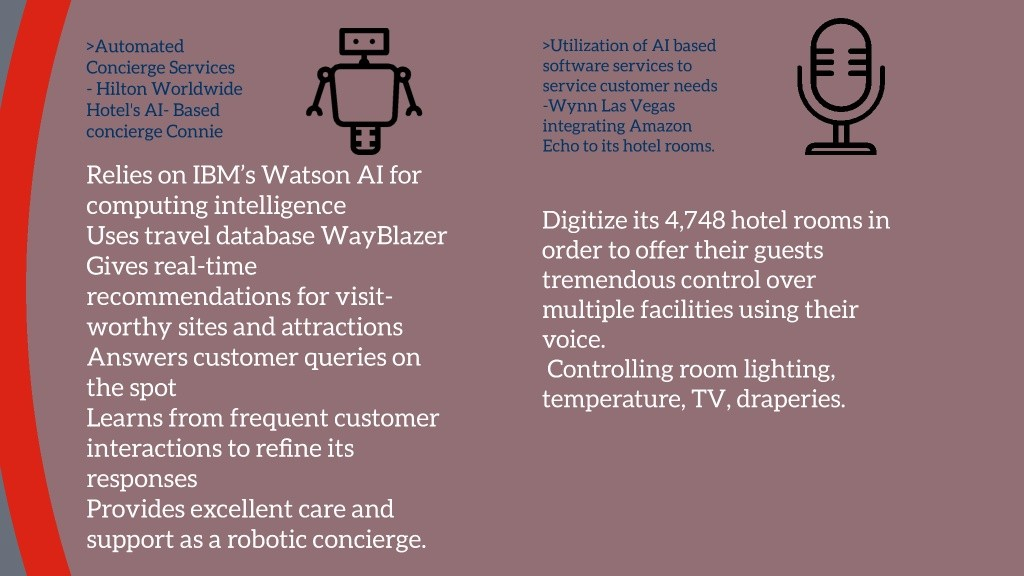 >Automated
Concierge Services
- Hilton Worldwide
Hotel's AI- Based
concierge Connie
Relies on IBM’s Watson AI for
computing intelligence
Uses travel database WayBlazer
Gives real-time
recommendations for visit-
worthy sites and attractions
Answers customer queries on
the spot
Learns from frequent customer
interactions to refine its
responses
Provides excellent care and
support as a robotic concierge.
>Utilization of AI based
software services to
service customer needs
-Wynn Las Vegas
integrating Amazon
Echo to its hotel rooms.
Digitize its 4,748 hotel rooms in
order to offer their guests
tremendous control over
multiple facilities using their
voice.
Controlling room lighting,
temperature, TV, draperies.